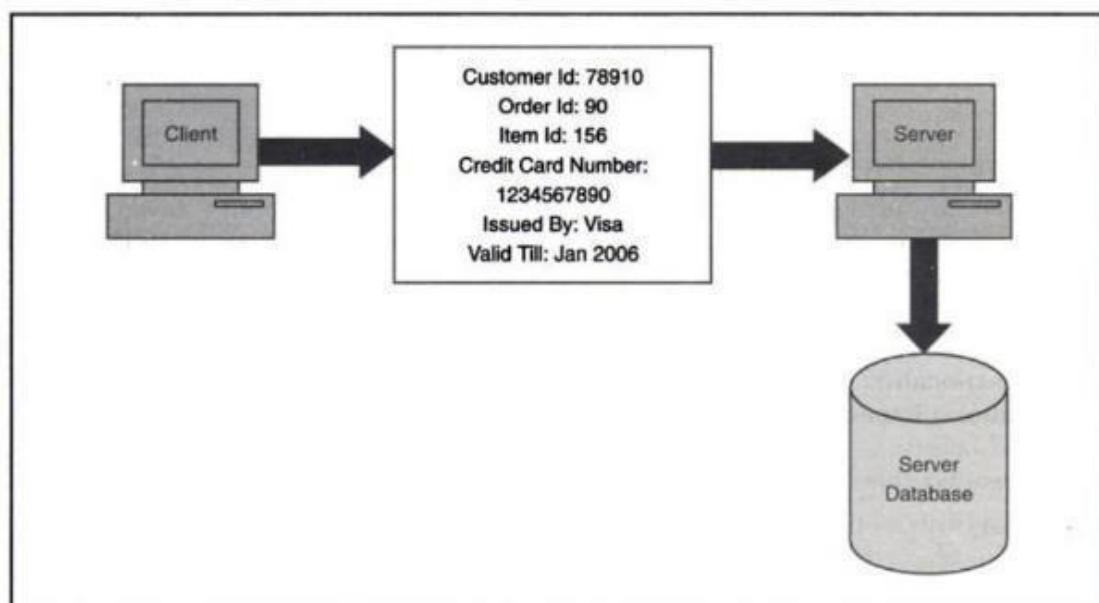 Client
Customer Id: 78910
Order Id: 90
Item Id: 156
Credit Card Number:
1234567890
Issued By: Visa
Valid Till: Jan 2006
Server
Server
Database